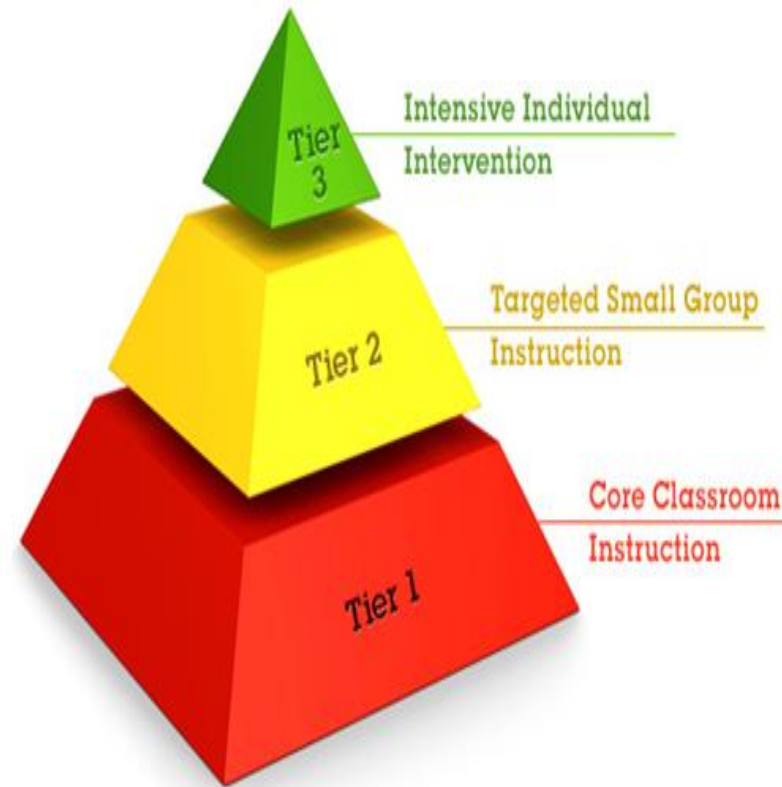 Tier
3
Intensive Individual
Intervention
Tier 2
Targeted Small Group
Instruction
Tier 1
Core Classroom
Instruction